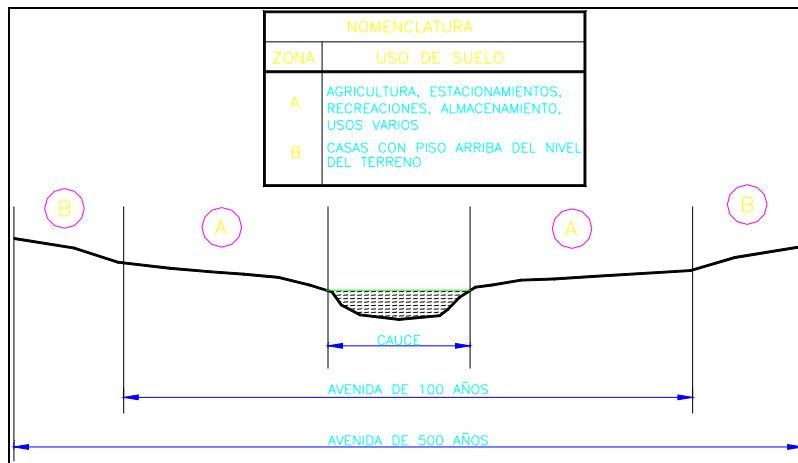 NOMENCLATURA
ZONA USO DE SUELO
A AGRICULTURA, ESTACIONAMIENTOS,
RECREACIONES, ALMACENAMIENTO,
USOS VARIOS
B CASAS CON PISO ARRIBA DEL NIVEL
DEL TERRENO
B
A
A
B
CAUCE
AVENIDA DE 100 AÑOS
AVENIDA DE 500 AÑOS